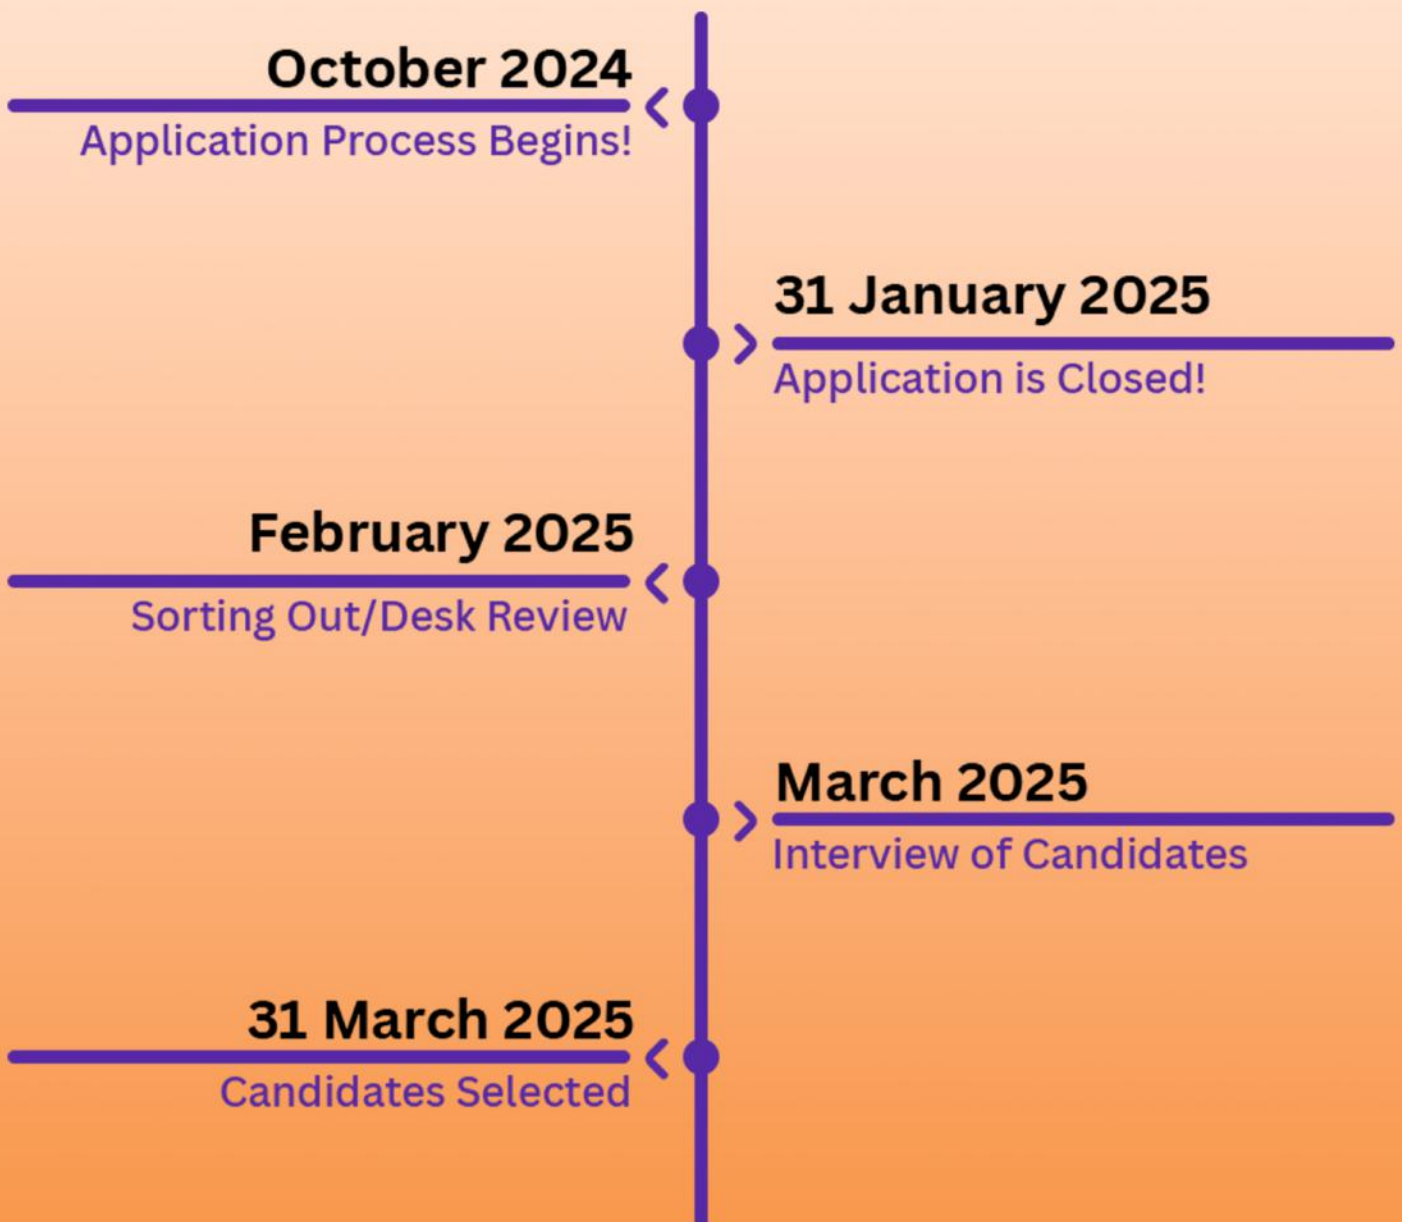 October 2024
Application Process Begins!
31 January 2025
Application is Closed!
February 2025
Sorting Out/Desk Review
March 2025
Interview of Candidates
31 March 2025
Candidates Selected